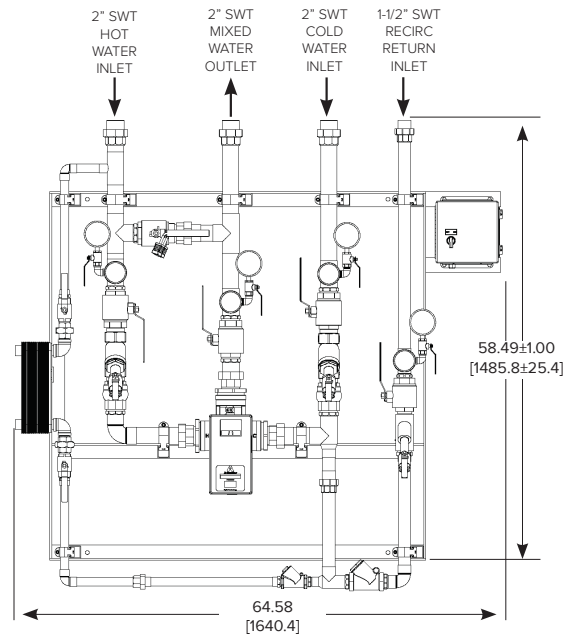 2” SWT
HOT
WATER
INLET
2” SWT
MIXED
WATER
OUTLET
2” SWT
COLD
WATER
INLET
1-1/2” SWT
RECIRC
RETURN
INLET
58.49±1.00
[1485.8±25.4]
64.58
[1640.4]